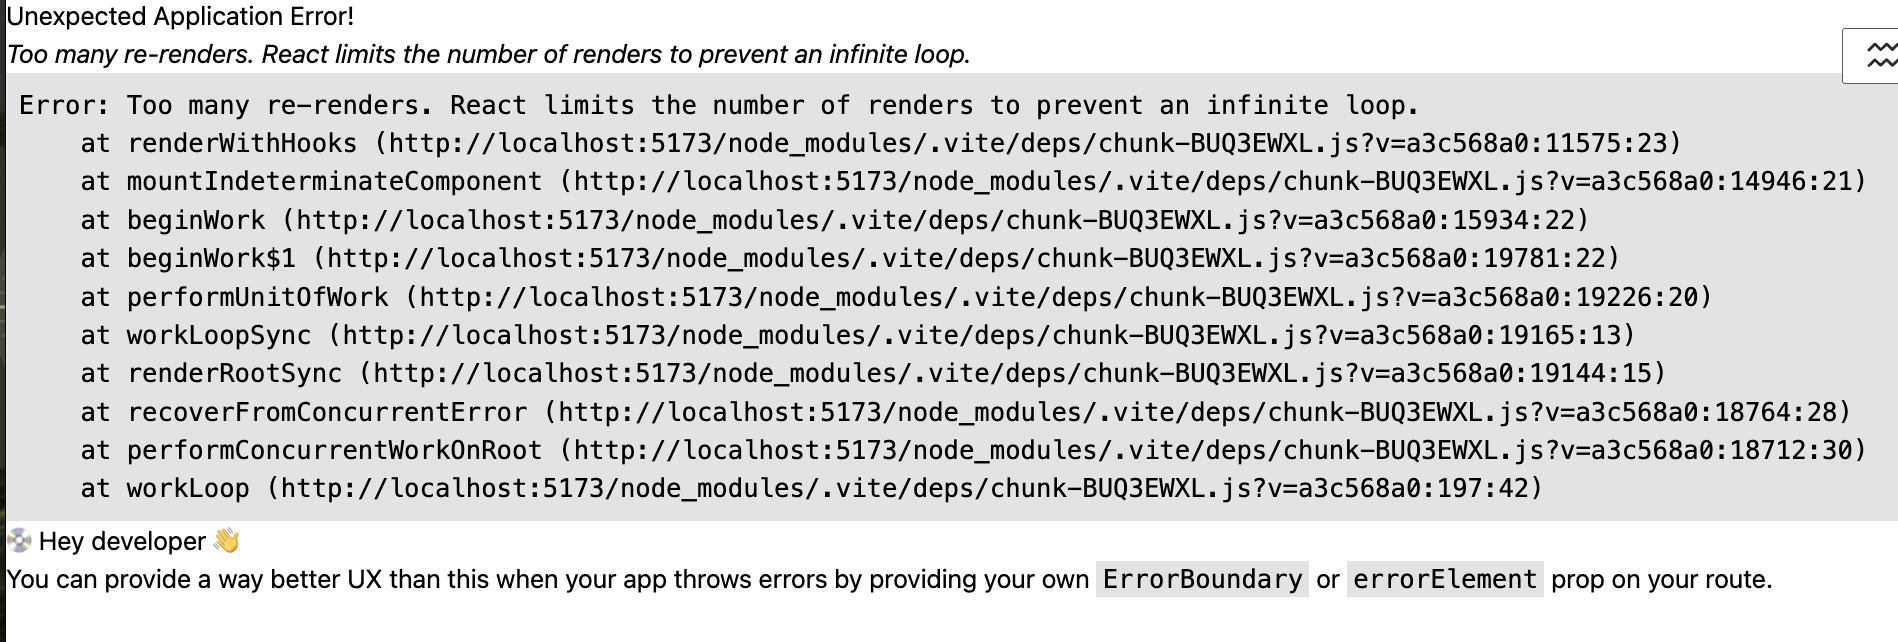 Unexpected Application Error!
Too many re-renders. React limits the number of renders to prevent an infinite loop.
Error: Too many re-renders. React limits the number of renders to prevent an infinite loop.
    at renderWithHooks (http://localhost:5173/node_modules/.vite/deps/chunk-BUQ3EWXL.js?v=a3c568a0:11575:23)
    at mountIndeterminateComponent (http://localhost:5173/node_modules/.vite/deps/chunk-BUQ3EWXL.js?v=a3c568a0:14946:21)
    at beginWork (http://localhost:5173/node_modules/.vite/deps/chunk-BUQ3EWXL.js?v=a3c568a0:15934:22)
    at beginWork$1 (http://localhost:5173/node_modules/.vite/deps/chunk-BUQ3EWXL.js?v=a3c568a0:19781:22)
    at performUnitOfWork (http://localhost:5173/node_modules/.vite/deps/chunk-BUQ3EWXL.js?v=a3c568a0:19226:20)
    at workLoopSync (http://localhost:5173/node_modules/.vite/deps/chunk-BUQ3EWXL.js?v=a3c568a0:19165:13)
    at renderRootSync (http://localhost:5173/node_modules/.vite/deps/chunk-BUQ3EWXL.js?v=a3c568a0:19144:15)
    at recoverFromConcurrentError (http://localhost:5173/node_modules/.vite/deps/chunk-BUQ3EWXL.js?v=a3c568a0:18764:28)
    at performConcurrentWorkOnRoot (http://localhost:5173/node_modules/.vite/deps/chunk-BUQ3EWXL.js?v=a3c568a0:18712:30)
    at workLoop (http://localhost:5173/node_modules/.vite/deps/chunk-BUQ3EWXL.js?v=a3c568a0:197:42)
💿 Hey developer 👋
You can provide a way better UX than this when your app throws errors by providing your own ErrorBoundary or errorElement prop on your route.